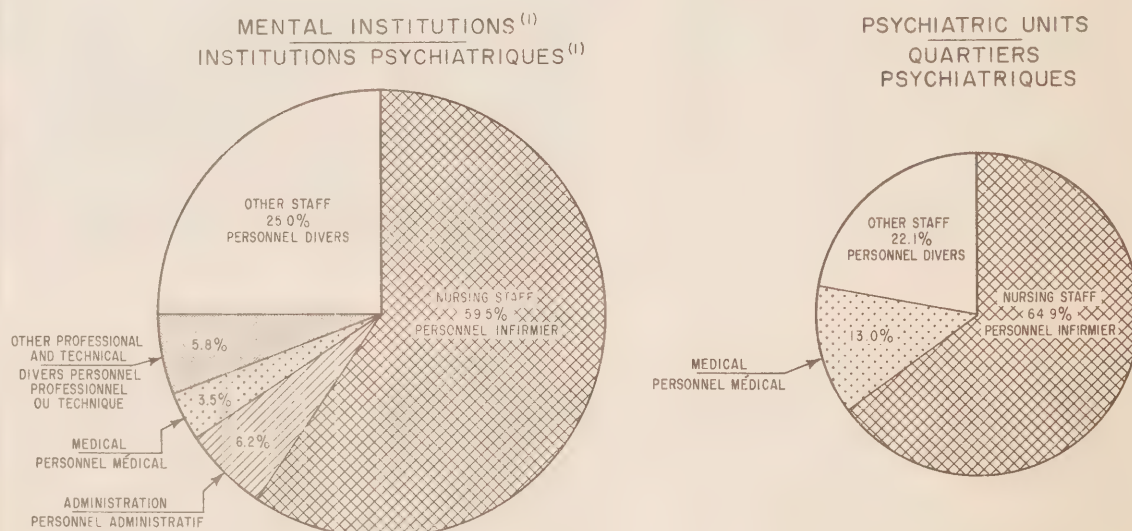 MENTAL INSTITUTIONS (1)
INSTITUTIONS PSYCHIATRIQUES (1)
OTHER STAFF
25.0%
PERSONNEL DIVERS
NURSING STAFF
59.5%
PERSONNEL INFIRMIER
OTHER PROFESSIONAL
AND TECHNICAL
DIVERS PERSONNEL
PROFESSIONNEL
OU TECHNIQUE
5.8%
3.5%
MEDICAL
PERSONNEL MÉDICAL
6.2%
ADMINISTRATION
PERSONNEL ADMINISTRATIF
PSYCHIATRIC UNITS
QUARTIERS
PSYCHIATRIQUES
OTHER STAFF
22.1%
PERSONNEL DIVERS
NURSING STAFF
64.9%
PERSONNEL INFIRMIER
13.0%
MEDICAL
PERSONNEL MÉDICAL